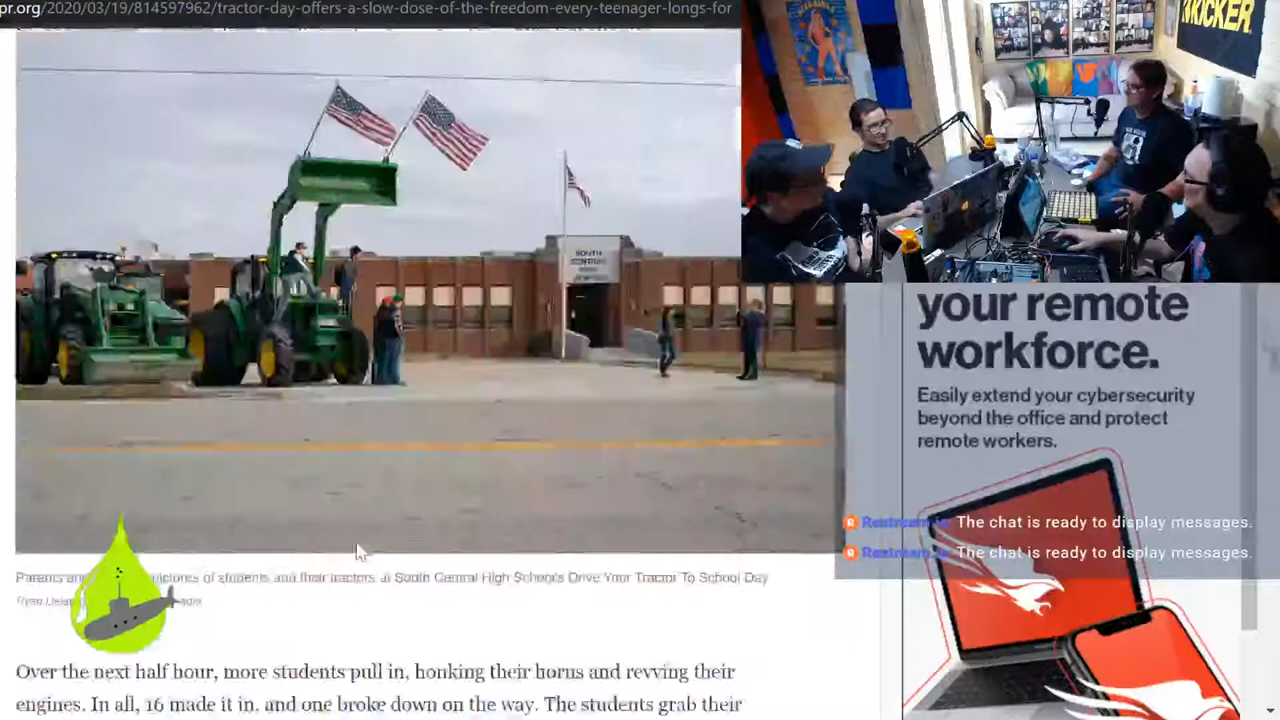 pr.org/2020/03/19/814597962/tractor-day-offers-a-slow-dose-of-the-freedom-every-teenager-longs-for
KICKER
SOUTH
CENTRAL
your remote
workforce.
Easily extend your cybersecurity
beyond the office and protect
remote workers.
Restream.io The chat is ready to display messages.
Restream.io The chat is ready to display messages.
Parents and pictures of students and their tractors at South Central High School's Drive Your Tractor To School Day
Ryan
Over the next half hour, more students pull in, honking their horns and revving their
engines. In all, 16 made it in, and one broke down on the way. The students grab their